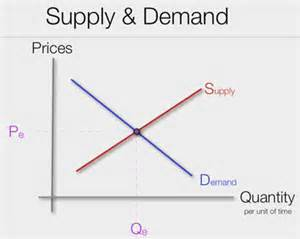 Supply & Demand
Prices
Supply
Pe
Demand
Quantity
per unit of time
Qe